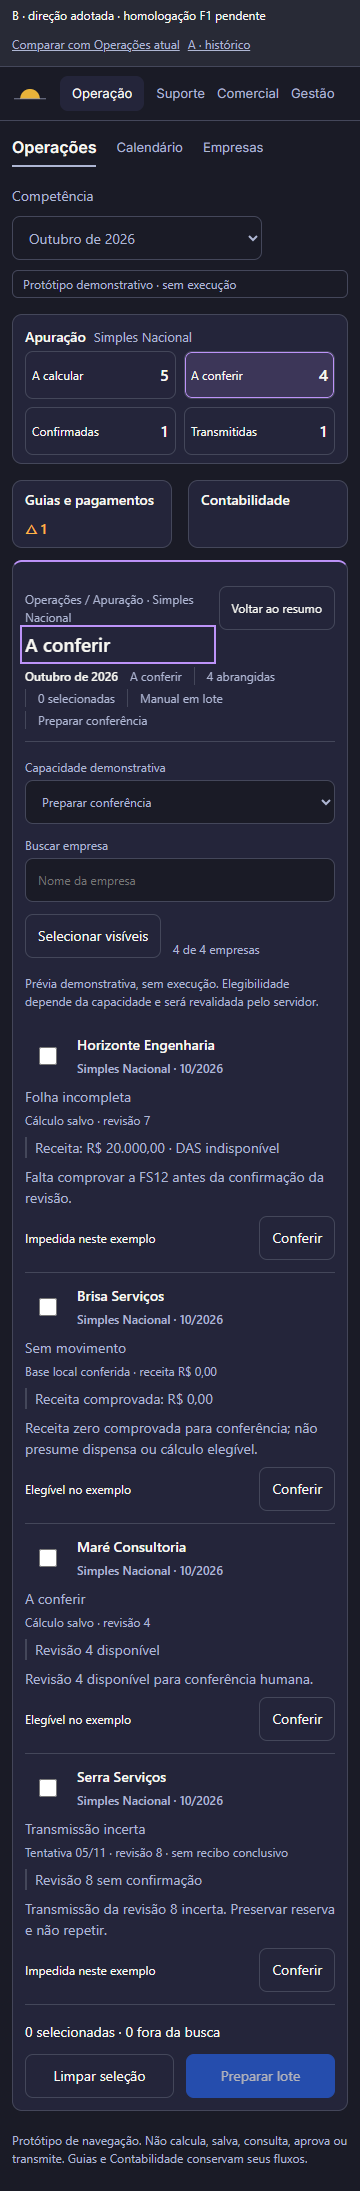 B · direção adotada · homologação F1 pendente
Comparar com Operações atual A · histórico
Operação Suporte Comercial Gestão
Operações Calendário Empresas
Competência
Outubro de 2026
Protótipo demonstrativo · sem execução
Apuração Simples Nacional
A calcular 5
A conferir 4
Confirmadas 1
Transmitidas 1
Guias e pagamentos
△ 1
Contabilidade
Operações / Apuração · Simples
Nacional
Voltar ao resumo
A conferir
Outubro de 2026 A conferir 4 abrangidas
0 selecionadas Manual em lote
Preparar conferência
Capacidade demonstrativa
Preparar conferência
Buscar empresa
Nome da empresa
Selecionar visíveis 4 de 4 empresas
Prévia demonstrativa, sem execução. Elegibilidade
depende da capacidade e será revalidada pelo servidor.
Horizonte Engenharia
Simples Nacional · 10/2026
Folha incompleta
Cálculo salvo · revisão 7
Receita: R$ 20.000,00 · DAS indisponível
Falta comprovar a FS12 antes da confirmação da
revisão.
Impedida neste exemplo Conferir
Brisa Serviços
Simples Nacional · 10/2026
Sem movimento
Base local conferida · receita R$ 0,00
Receita comprovada: R$ 0,00
Receita zero comprovada para conferência; não
presume dispensa ou cálculo elegível.
Elegível no exemplo Conferir
Maré Consultoria
Simples Nacional · 10/2026
A conferir
Cálculo salvo · revisão 4
Revisão 4 disponível
Revisão 4 disponível para conferência humana.
Elegível no exemplo Conferir
Serra Serviços
Simples Nacional · 10/2026
Transmissão incerta
Tentativa 05/11 · revisão 8 · sem recibo conclusivo
Revisão 8 sem confirmação
Transmissão da revisão 8 incerta. Preservar reserva
e não repetir.
Impedida neste exemplo Conferir
0 selecionadas · 0 fora da busca
Limpar seleção Preparar lote
Protótipo de navegação. Não calcula, salva, consulta, aprova ou
transmite. Guias e Contabilidade conservam seus fluxos.